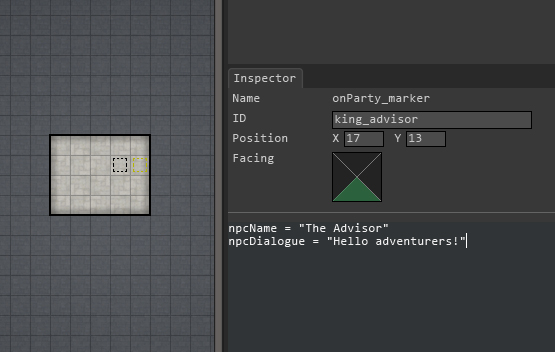 Inspector
Name onParty_marker
ID king_advisor
Position X 17 Y 13
Facing
npcName = "The Advisor"
npcDialogue = "Hello adventurers!"